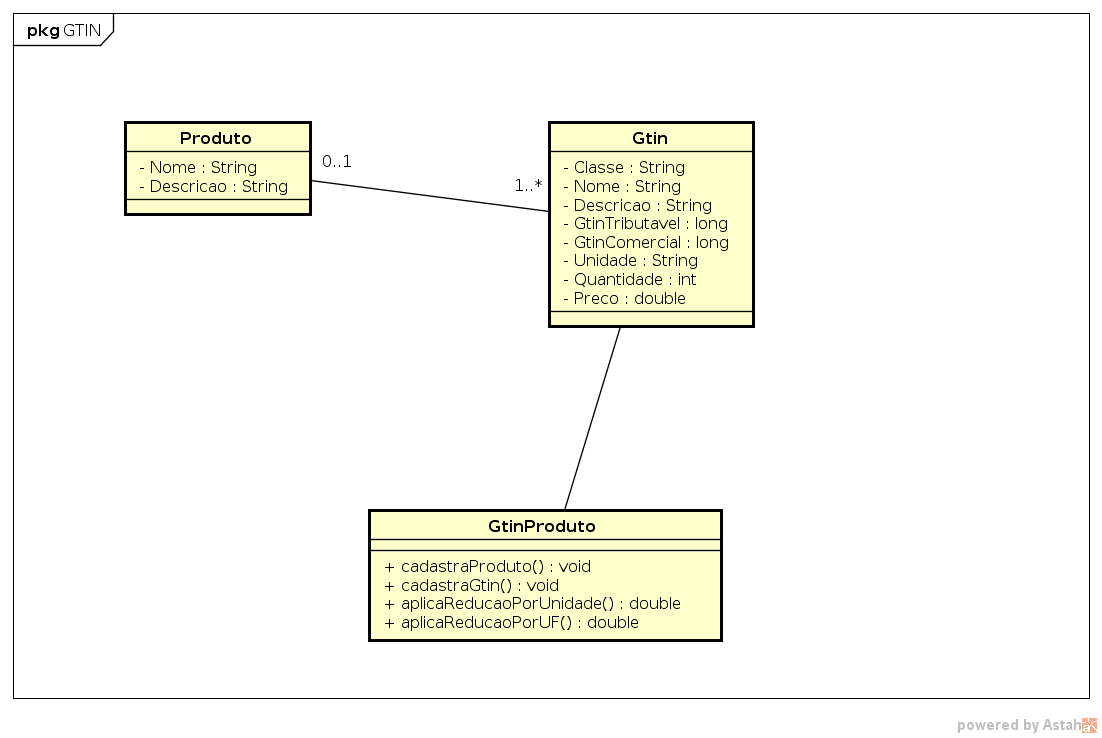 pkg GTIN
Produto
- Nome : String
- Descricao : String
0..1
1..*
Gtin
- Classe : String
- Nome : String
- Descricao : String
- GtinTributavel : long
- GtinComercial : long
- Unidade : String
- Quantidade : int
- Preco : double
GtinProduto
+ cadastraProduto() : void
+ cadastraGtin() : void
+ aplicaReducaoPorUnidade() : double
+ aplicaReducaoPorUF() : double
powered by Astah